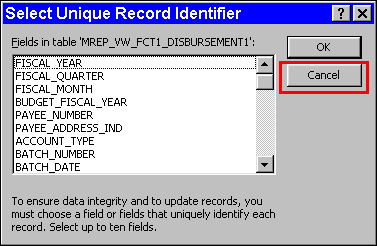 Select Unique Record Identifier
Fields in table 'MREP_VW_FCT1_DISBURSEMENT1':
OK
Cancel
FISCAL_YEAR
FISCAL_QUARTER
FISCAL_MONTH
BUDGET_FISCAL_YEAR
PAYEE_NUMBER
PAYEE_ADDRESS_IND
ACCOUNT_TYPE
BATCH_NUMBER
BATCH_DATE
To ensure data integrity and to update records, you
must choose a field or fields that uniquely identify each
record. Select up to ten fields.